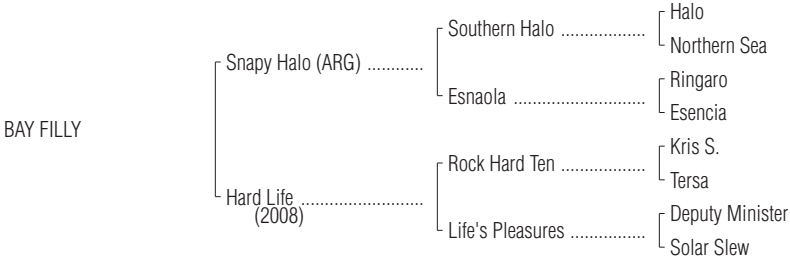 Halo
Southern Halo ..................
Northern Sea
Snapy Halo (ARG) ............
Ringaro
Esnaola ............................
Esencia
BAY FILLY
Kris S.
Rock Hard Ten ..................
Tersa
Hard Life ..........................
(2008)
Deputy Minister
Life's Pleasures ................
Solar Slew